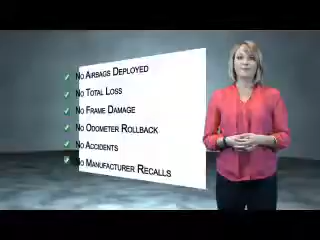 No Airbags Deployed
No Total Loss
No Frame Damage
No Odometer Rollback
No Accidents
No Manufacturer Recalls